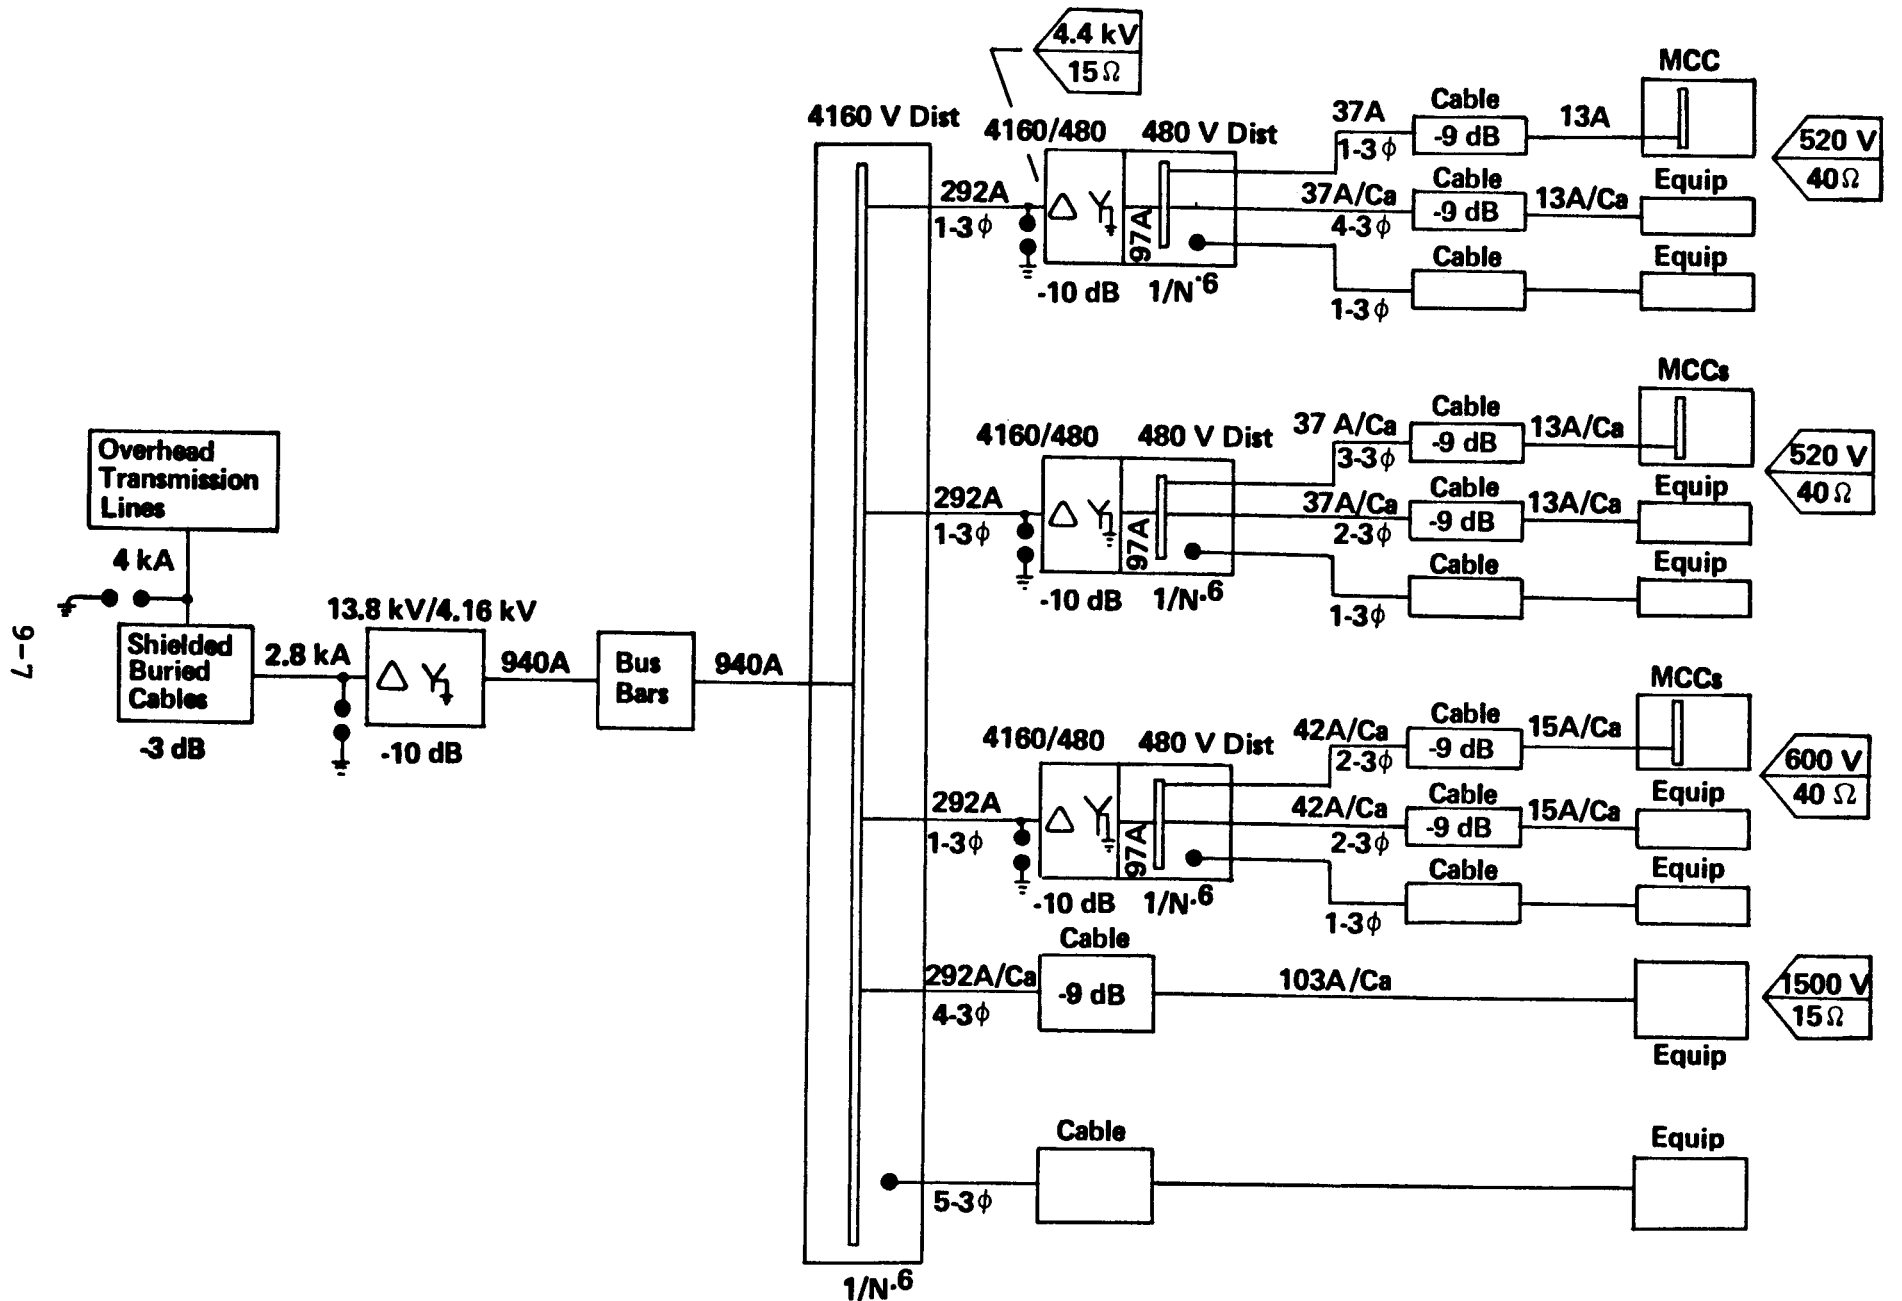 4.4 kV
15Ω
4160 V Dist
4160/480
480 V Dist
292A
1-3ϕ
97A
-10 dB
1/N·6
37A
1-3ϕ
Cable
-9 dB
13A
MCC
37A/Ca
4-3ϕ
Cable
-9 dB
13A/Ca
Equip
1-3ϕ
Cable
Equip
520 V
40Ω
4160/480
480 V Dist
292A
1-3ϕ
97A
-10 dB
1/N·6
37 A/Ca
3-3ϕ
Cable
-9 dB
13A/Ca
MCCs
37A/Ca
2-3ϕ
Cable
-9 dB
13A/Ca
Equip
1-3ϕ
Cable
Equip
520 V
40Ω
Overhead
Transmission
Lines
4 kA
Shielded
Buried
Cables
-3 dB
2.8 kA
13.8 kV/4.16 kV
-10 dB
940A
Bus
Bars
940A
4160/480
480 V Dist
292A
1-3ϕ
97A
-10 dB
1/N·6
42A/Ca
2-3ϕ
Cable
-9 dB
15A/Ca
MCCs
42A/Ca
2-3ϕ
Cable
-9 dB
15A/Ca
Equip
1-3ϕ
Cable
Equip
600 V
40 Ω
292A/Ca
4-3ϕ
Cable
-9 dB
103A/Ca
Equip
1500 V
15Ω
5-3ϕ
Cable
Equip
1/N·6
9-7